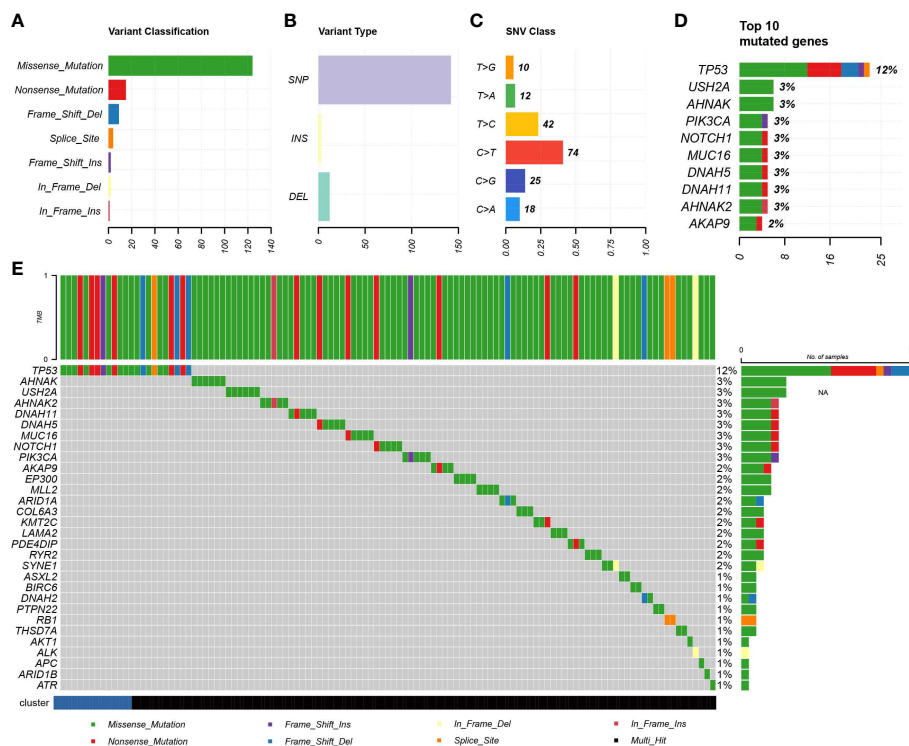 A
Variant Classification
Missense_Mutation
Nonsense_Mutation
Frame_Shift_Del
Splice_Site
Frame_Shift_Ins
In_Frame_Del
In_Frame_Ins
0
20
40
60
80
100
120
140
B
Variant Type
SNP
INS
DEL
0
50
100
150
C
SNV Class
T>G 10
T>A 12
T>C 42
C>T 74
C>G 25
C>A 18
0.00
0.25
0.50
0.75
1.00
D
Top 10
mutated genes
TP53 12%
USH2A 3%
AHNAK 3%
PIK3CA 3%
NOTCH1 3%
MUC16 3%
DNAH5 3%
DNAH11 3%
AHNAK2 3%
AKAP9 2%
0 8 16 25
E
1
TMB
0
0
No. of samples
TP53 12%
AHNAK 3%
USH2A 3% NA
AHNAK2 3%
DNAH11 3%
DNAH5 3%
MUC16 3%
NOTCH1 3%
PIK3CA 3%
AKAP9 2%
EP300 2%
MLL2 2%
ARID1A 2%
COL6A3 2%
KMT2C 2%
LAMA2 2%
PDE4DIP 2%
RYR2 2%
SYNE1 2%
ASXL2 1%
BIRC6 1%
DNAH2 1%
PTPN22 1%
RB1 1%
THSD7A 1%
AKT1 1%
ALK 1%
APC 1%
ARID1B 1%
ATR 1%
cluster
Missense_Mutation Frame_Shift_Ins In_Frame_Del In_Frame_Ins
Nonsense_Mutation Frame_Shift_Del Splice_Site Multi_Hit